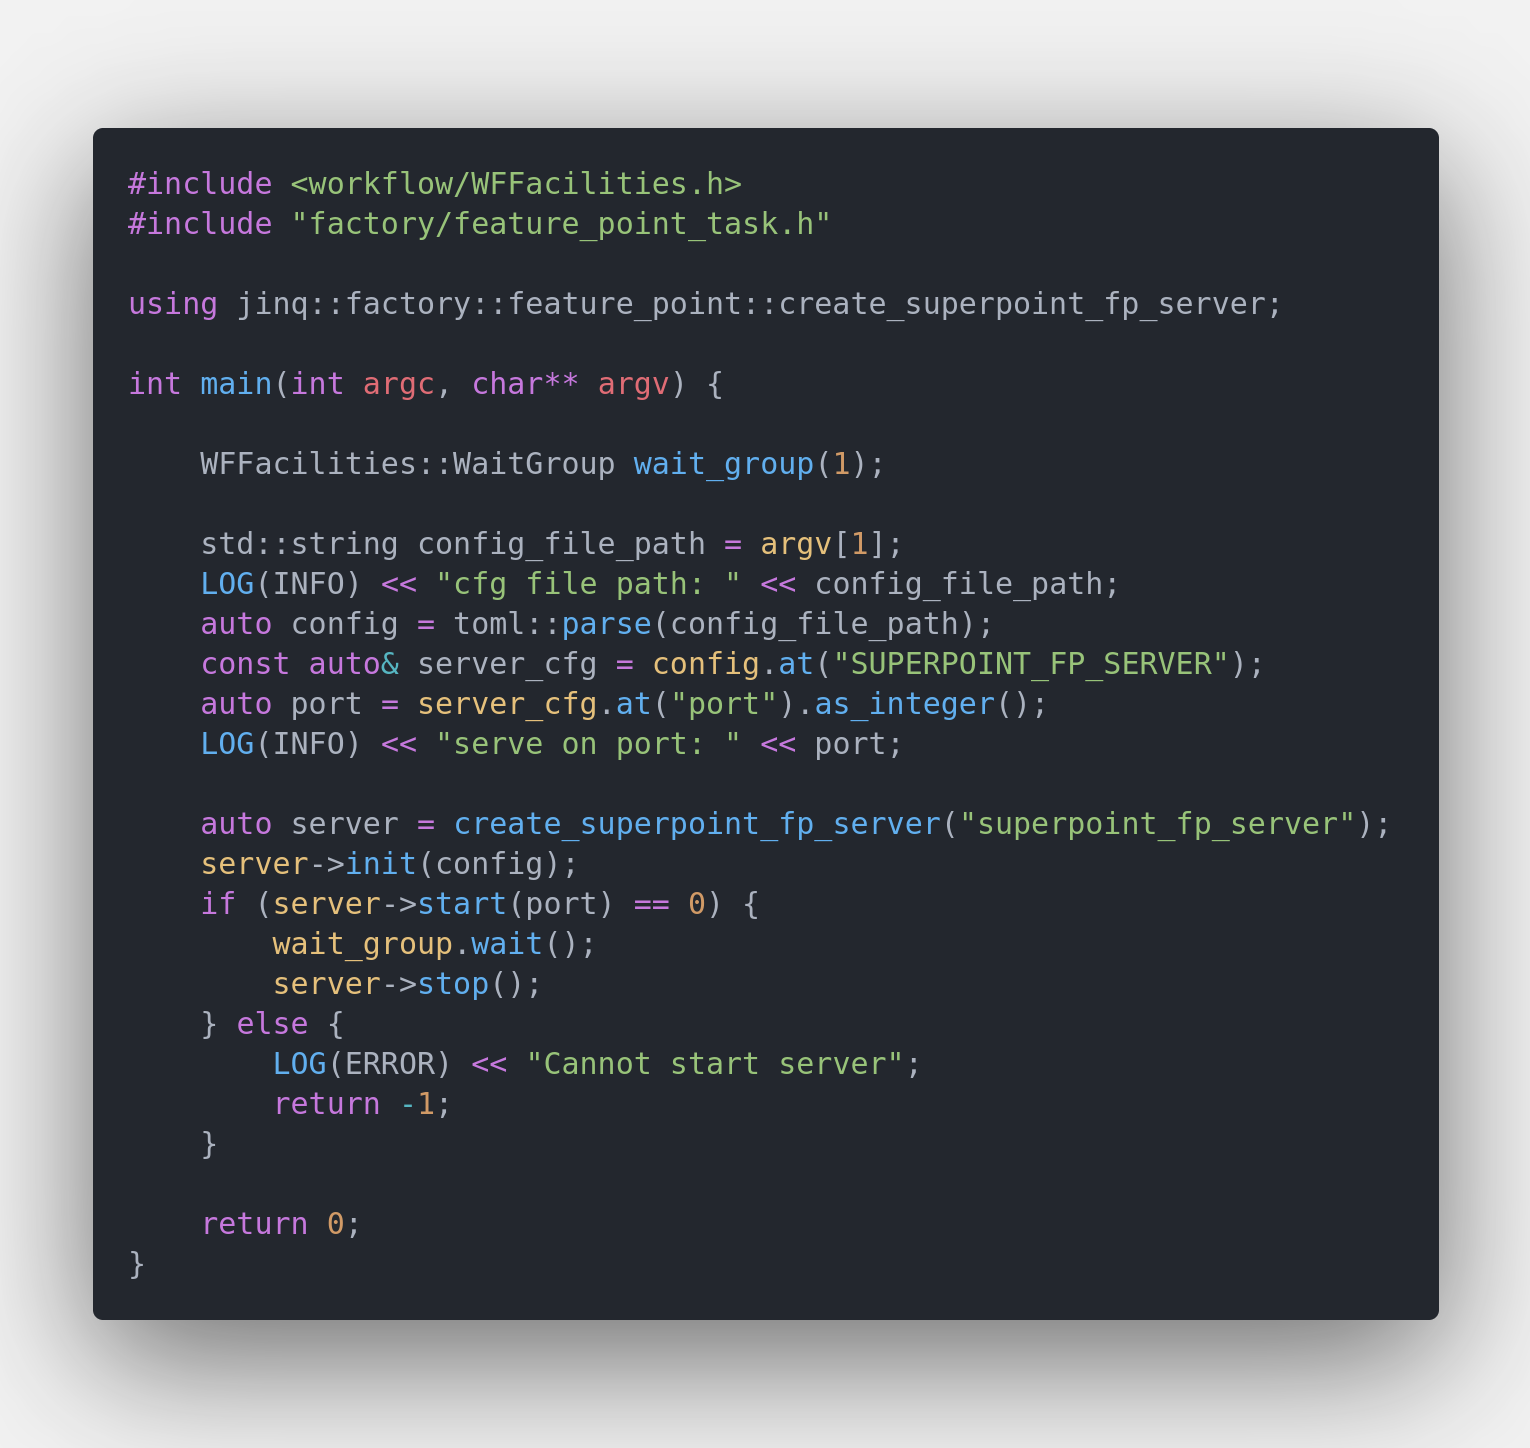 #include <workflow/WFFacilities.h>
#include "factory/feature_point_task.h"

using jinq::factory::feature_point::create_superpoint_fp_server;

int main(int argc, char** argv) {

    WFFacilities::WaitGroup wait_group(1);

    std::string config_file_path = argv[1];
    LOG(INFO) << "cfg file path: " << config_file_path;
    auto config = toml::parse(config_file_path);
    const auto& server_cfg = config.at("SUPERPOINT_FP_SERVER");
    auto port = server_cfg.at("port").as_integer();
    LOG(INFO) << "serve on port: " << port;

    auto server = create_superpoint_fp_server("superpoint_fp_server");
    server->init(config);
    if (server->start(port) == 0) {
        wait_group.wait();
        server->stop();
    } else {
        LOG(ERROR) << "Cannot start server";
        return -1;
    }

    return 0;
}